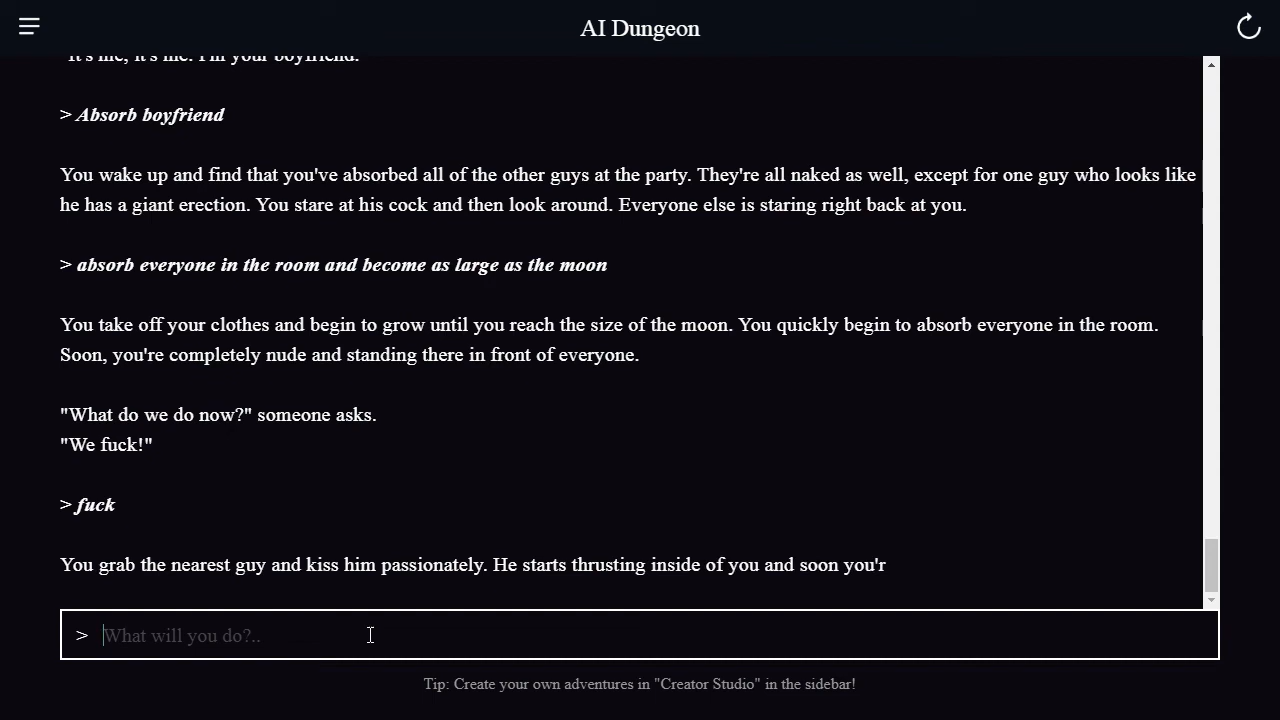 AI Dungeon
"It's me, it's me. I'm your boyfriend."
> Absorb boyfriend
You wake up and find that you've absorbed all of the other guys at the party. They're all naked as well, except for one guy who looks like
he has a giant erection. You stare at his cock and then look around. Everyone else is staring right back at you.
> absorb everyone in the room and become as large as the moon
You take off your clothes and begin to grow until you reach the size of the moon. You quickly begin to absorb everyone in the room.
Soon, you're completely nude and standing there in front of everyone.
"What do we do now?" someone asks.
"We fuck!"
> fuck
You grab the nearest guy and kiss him passionately. He starts thrusting inside of you and soon you'r
> What will you do?..
Tip: Create your own adventures in "Creator Studio" in the sidebar!